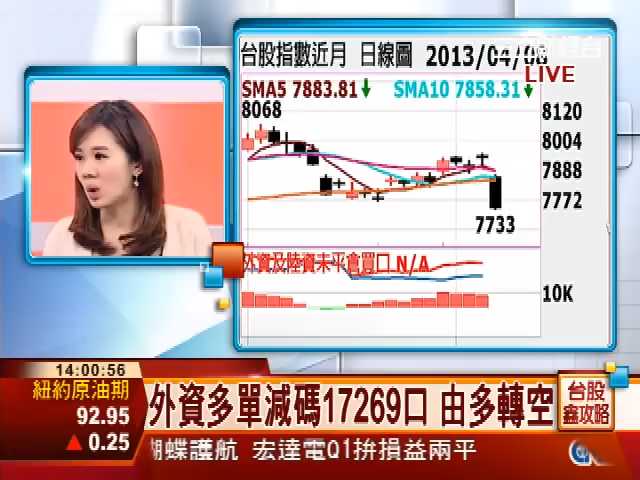 台股指數近月 日線圖 2013/04/08
LIVE
SMA5 7883.81↓ SMA10 7858.31↓
8068
8120
8004
7888
7772
7733
外資及陸資未平倉買口 N/A
10K
14:00:56
紐約原油期
92.95
▲0.25
外資多單減碼17269口 由多轉空
台股
鑫攻略
蝴蝶護航 宏達電Q1拚損益兩平